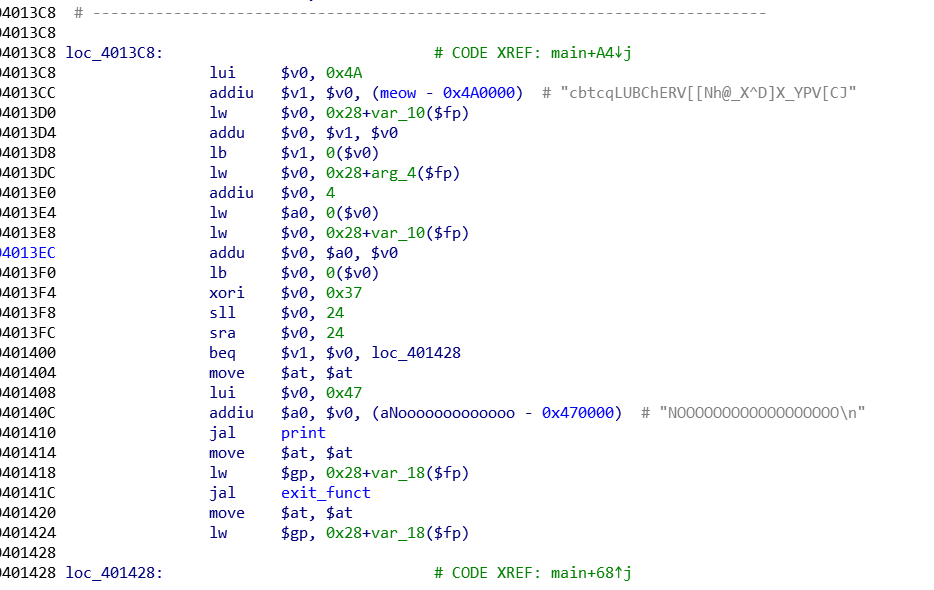 04013C8 # ---------------------------------------------------------------------------
04013C8
04013C8 loc_4013C8: # CODE XREF: main+A4↓j
04013C8 lui $v0, 0x4A
04013CC addiu $v1, $v0, (meow - 0x4A0000) # "cbtcqLUBChERV[[Nh@_X^D]X_YPV[CJ"
04013D0 lw $v0, 0x28+var_10($fp)
04013D4 addu $v0, $v1, $v0
04013D8 lb $v1, 0($v0)
04013DC lw $v0, 0x28+arg_4($fp)
04013E0 addiu $v0, 4
04013E4 lw $a0, 0($v0)
04013E8 lw $v0, 0x28+var_10($fp)
04013EC addu $v0, $a0, $v0
04013F0 lb $v0, 0($v0)
04013F4 xori $v0, 0x37
04013F8 sll $v0, 24
04013FC sra $v0, 24
0401400 beq $v1, $v0, loc_401428
0401404 move $at, $at
0401408 lui $v0, 0x47
040140C addiu $a0, $v0, (aNooooooooooooo - 0x470000) # "NOOOOOOOOOOOOOOOOOO\n"
0401410 jal print
0401414 move $at, $at
0401418 lw $gp, 0x28+var_18($fp)
040141C jal exit_funct
0401420 move $at, $at
0401424 lw $gp, 0x28+var_18($fp)
0401428
0401428 loc_401428: # CODE XREF: main+68↑j